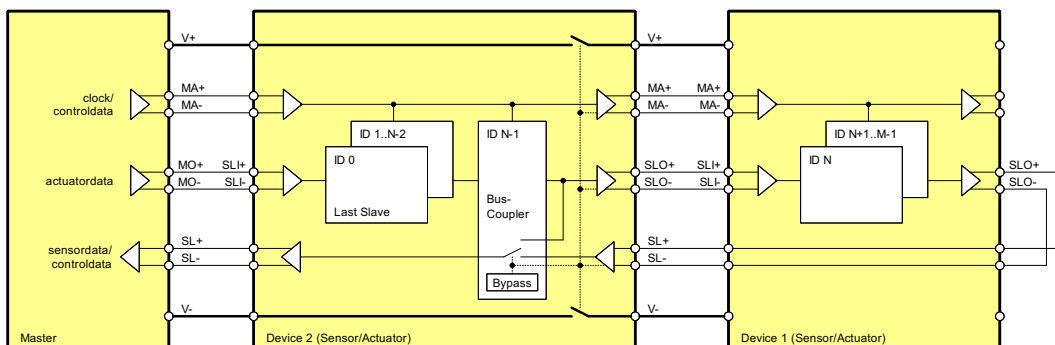 V+ V+
clock/ MA+ MA+ MA+
controldata MA- MA- MA-
ID 1..N-2 ID N-1 ID N+1..M-1
ID 0 ID N
MO+ SLI+ SLO+ SLI+ SLO+
actuatordata MO- SLI- SLO- SLI- SLO-
Last Slave Bus-
Coupler
sensordata/ SL+ SL+
controldata SL- SL-
Bypass
V- V-
Master Device 2 (Sensor/Actuator) Device 1 (Sensor/Actuator)